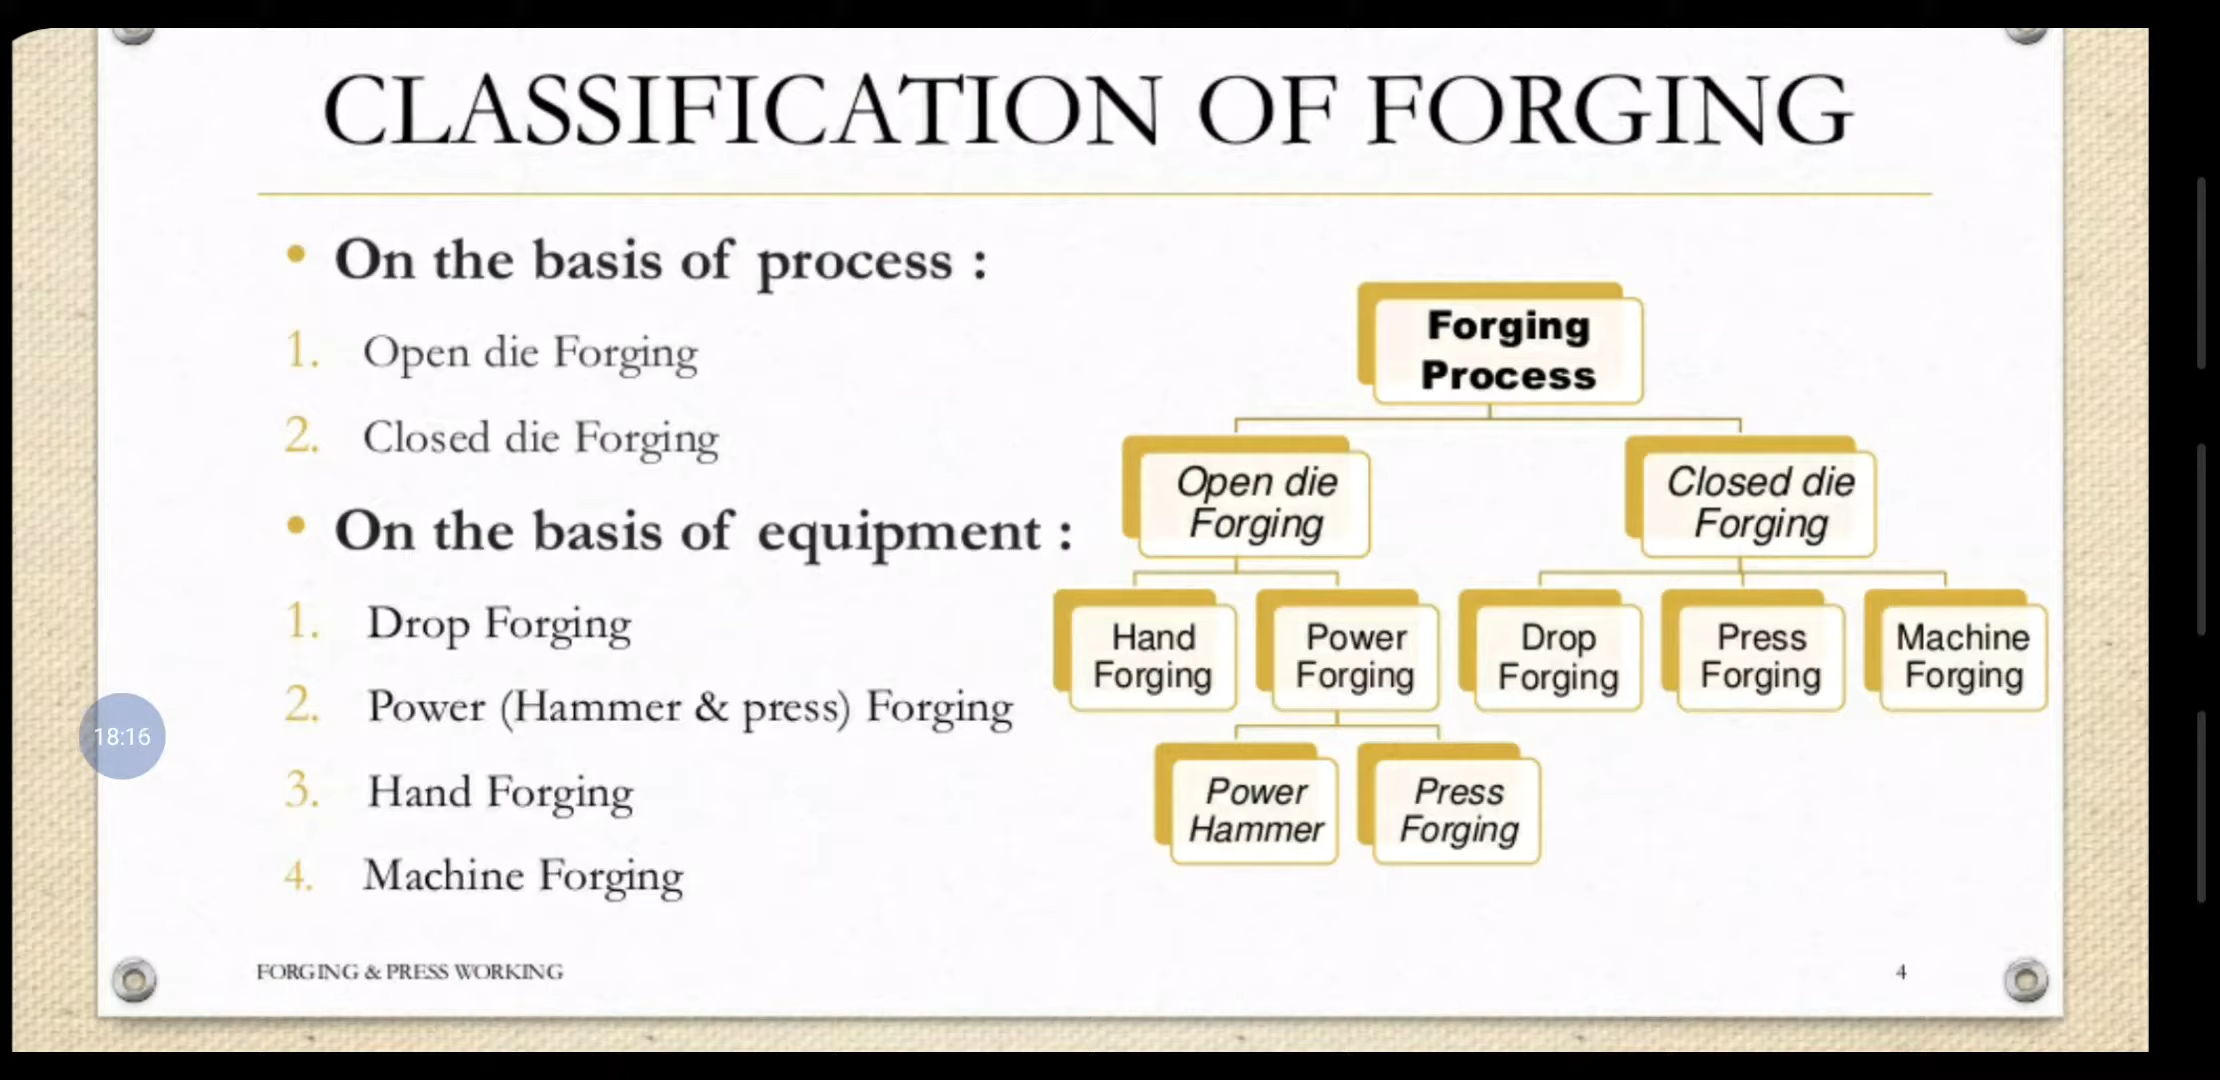 CLASSIFICATION OF FORGING
• On the basis of process :
1. Open die Forging
2. Closed die Forging
• On the basis of equipment :
1. Drop Forging
2. Power (Hammer & press) Forging
3. Hand Forging
4. Machine Forging
Forging
Process
Open die
Forging
Closed die
Forging
Hand
Forging
Power
Forging
Drop
Forging
Press
Forging
Machine
Forging
Power
Hammer
Press
Forging
18:16
FORGING & PRESS WORKING
4